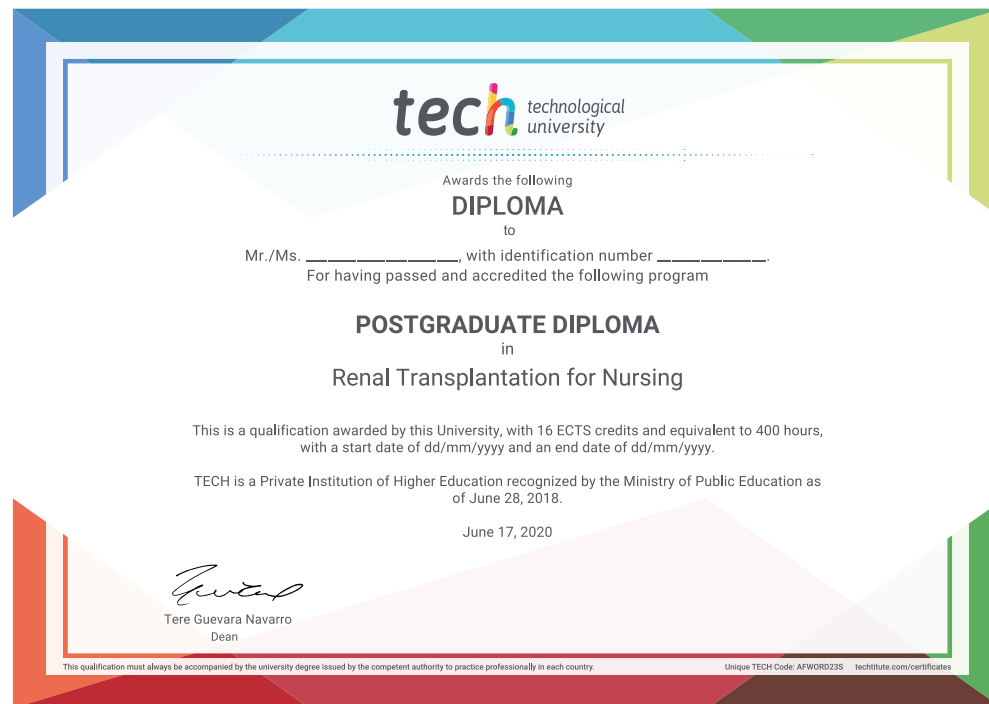 tech technological
university
Awards the following
DIPLOMA
to
Mr./Ms. ____________________, with identification number ______________.
For having passed and accredited the following program
POSTGRADUATE DIPLOMA
in
Renal Transplantation for Nursing
This is a qualification awarded by this University, with 16 ECTS credits and equivalent to 400 hours,
with a start date of dd/mm/yyyy and an end date of dd/mm/yyyy.
TECH is a Private Institution of Higher Education recognized by the Ministry of Public Education as
of June 28, 2018.
June 17, 2020
Tere Guevara Navarro
Dean
This qualification must always be accompanied by the university degree issued by the competent authority to practice professionally in each country. Unique TECH Code: AFWORD23S techtitute.com/certificates